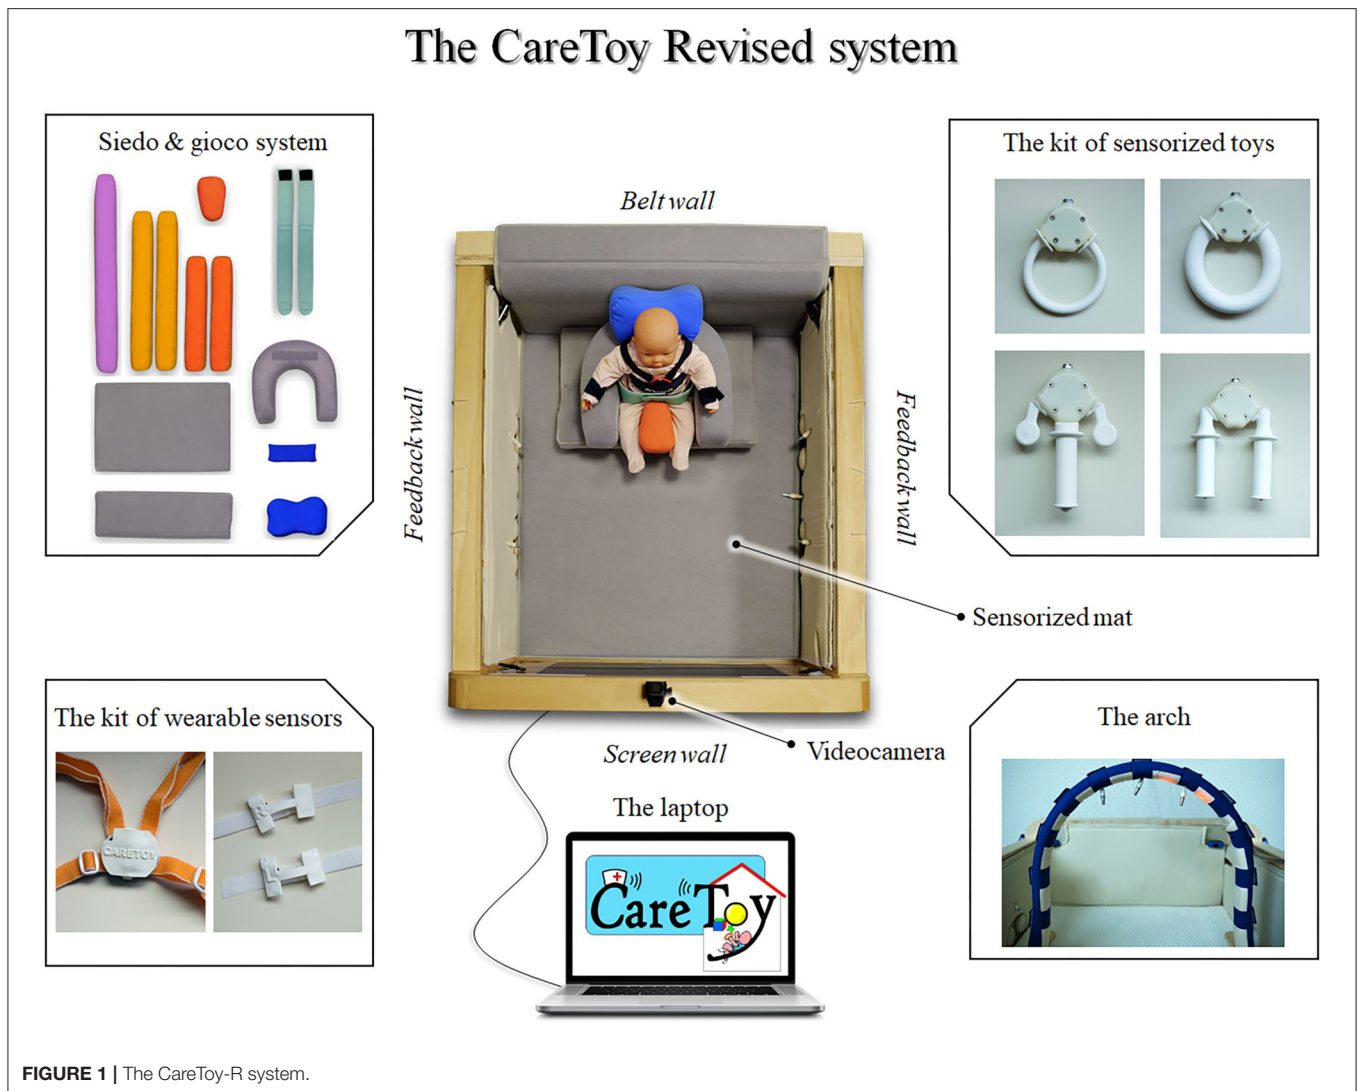 The CareToy Revised system
Siedo & gioco system
The kit of sensorized toys
Belt wall
Feedback wall
Feedback wall
Sensorized mat
The kit of wearable sensors
CARETOY
Screen wall
Videocamera
The arch
The laptop
CareToy
FIGURE 1 | The CareToy-R system.